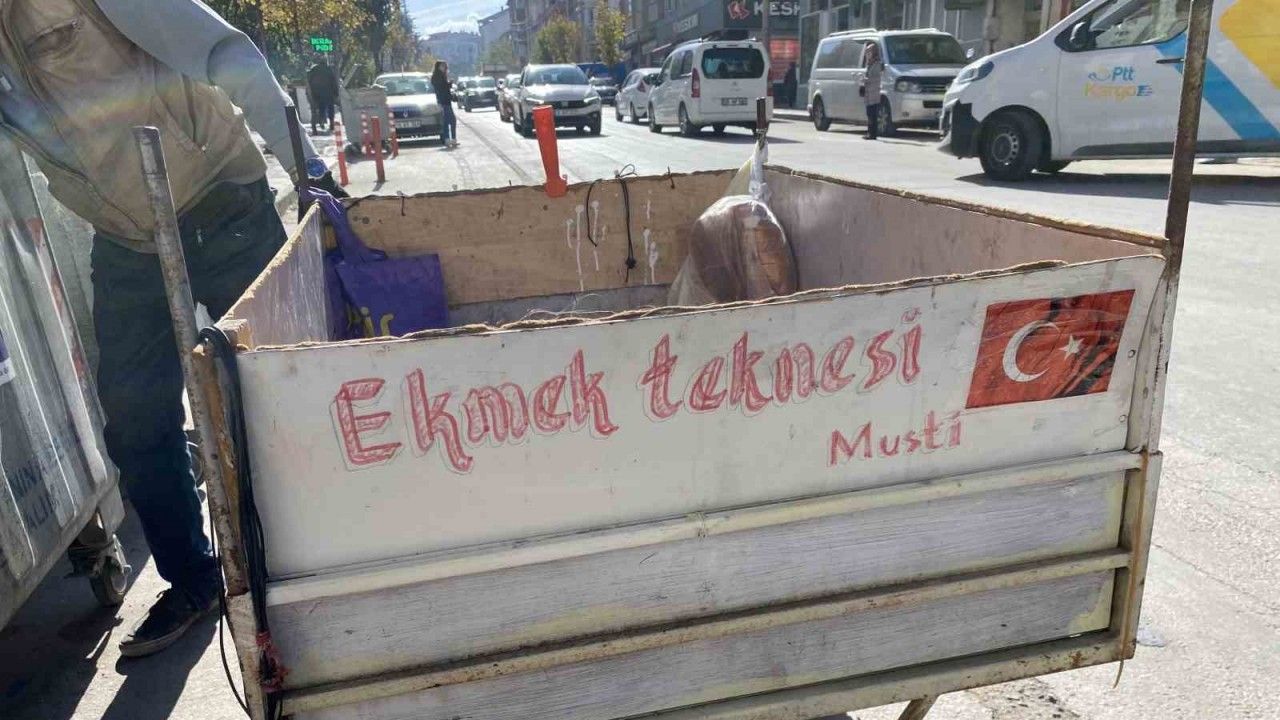 Ptt
Kargo
Ekmek teknesi
Musti